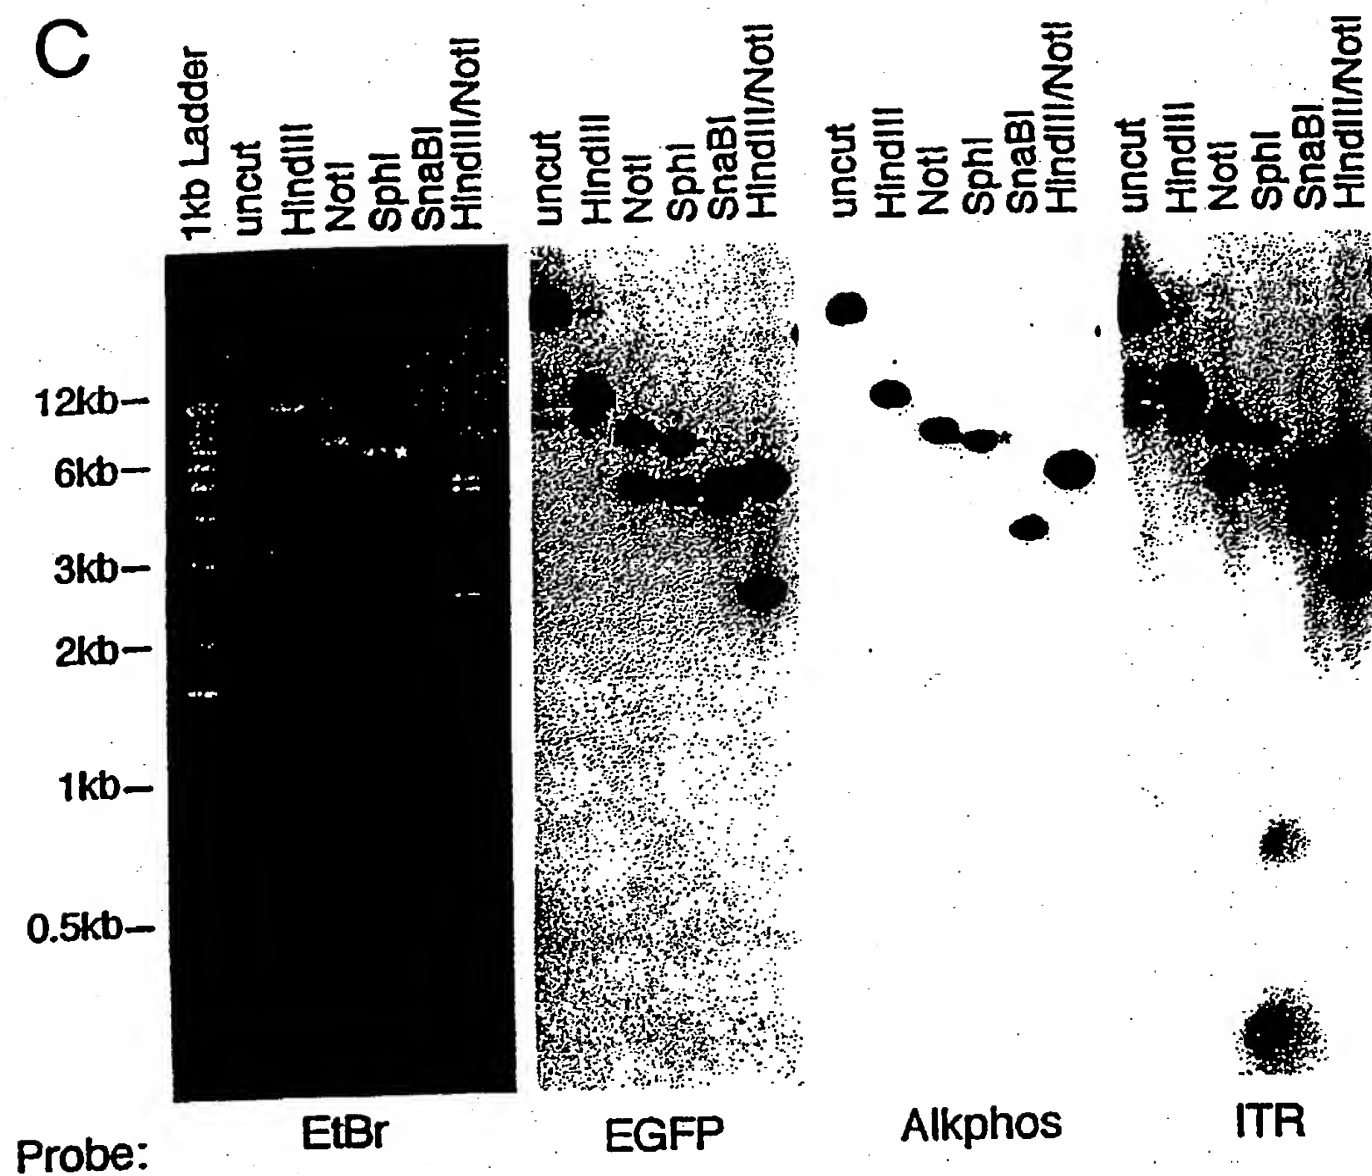 C
1kb Ladder
uncut
HindIII
NotI
SphI
SnaBI
HindIII/NotI
uncut
HindIII
NotI
SphI
SnaBI
HindIII/NotI
uncut
HindIII
NotI
SphI
SnaBI
HindIII/NotI
uncut
HindIII
NotI
SphI
SnaBI
HindIII/NotI
12kb–
6kb–
3kb–
2kb–
1kb–
0.5kb–
*
*
Probe: EtBr EGFP Alkphos ITR